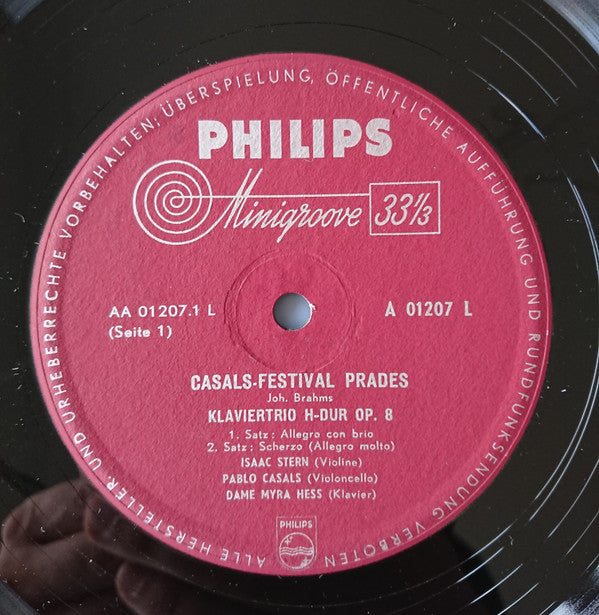 ALLE HERSTELLER- UND URHEBERRECHTE VORBEHALTEN; ÜBERSPIELUNG, ÖFFENTLICHE AUFFÜHRUNG UND RUNDFUNKSENDUNG VERBOTEN
PHILIPS
Minigroove 33⅓
AA 01207.1 L
A 01207 L
(Seite 1)
CASALS-FESTIVAL PRADES
Joh. Brahms
KLAVIERTRIO H-DUR OP. 8
1. Satz: Allegro con brio
2. Satz: Scherzo (Allegro molto)
ISAAC STERN (Violine)
PABLO CASALS (Violoncello)
DAME MYRA HESS (Klavier)
PHILIPS